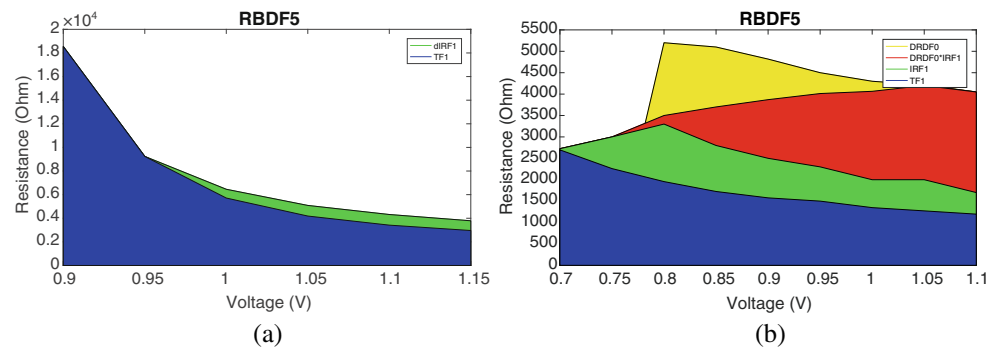 RBDF5
×10⁴
2
1.8
1.6
1.4
1.2
1
0.8
0.6
0.4
0.2
0
Resistance (Ohm)
dIRF1
TF1
0.9 0.95 1 1.05 1.1 1.15
Voltage (V)
(a)
RBDF5
5500
5000
4500
4000
3500
3000
2500
2000
1500
1000
500
0
Resistance (Ohm)
DRDF0
DRDF0*IRF1
IRF1
TF1
0.7 0.75 0.8 0.85 0.9 0.95 1 1.05 1.1
Voltage (V)
(b)